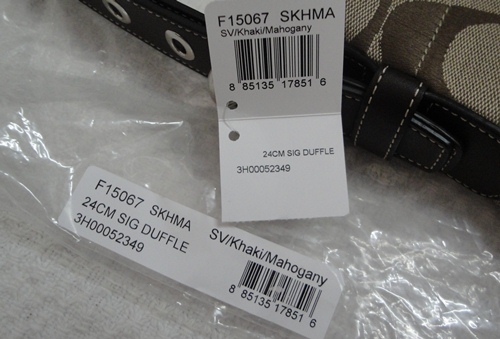 F15067 SKHMA
SV/Khaki/Mahogany
8 85135 17851 6
24CM SIG DUFFLE
3H00052349
F15067 SKHMA SV/Khaki/Mahogany
24CM SIG DUFFLE
3H00052349
8 85135 17851 6